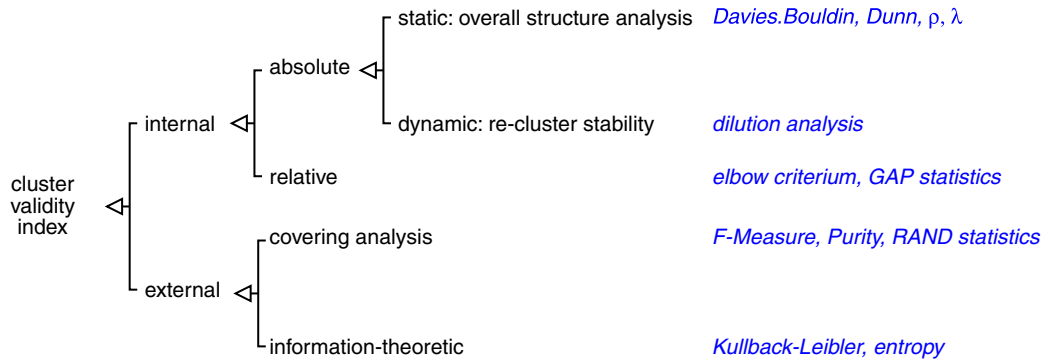 static: overall structure analysis Davies.Bouldin, Dunn, ρ, λ
absolute
internal dynamic: re-cluster stability dilution analysis
relative elbow criterium, GAP statistics
cluster
validity
index
covering analysis F-Measure, Purity, RAND statistics
external
information-theoretic Kullback-Leibler, entropy